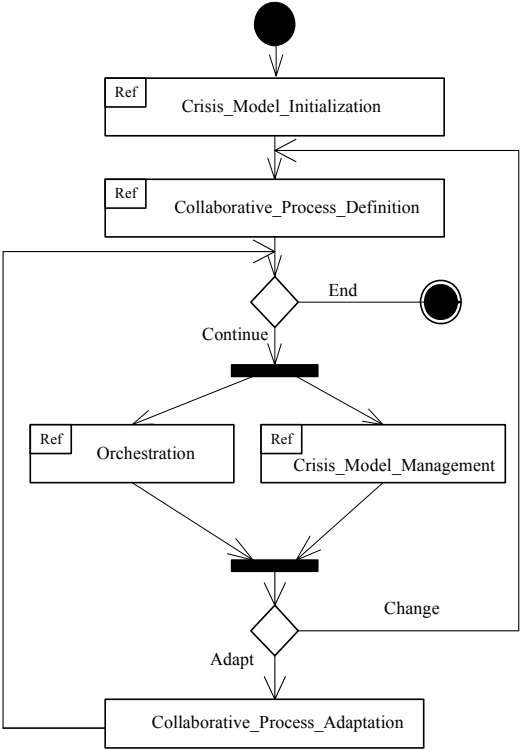 Ref
Crisis_Model_Initialization
Ref
Collaborative_Process_Definition
End
Continue
Ref
Orchestration
Ref
Crisis_Model_Management
Change
Adapt
Collaborative_Process_Adaptation